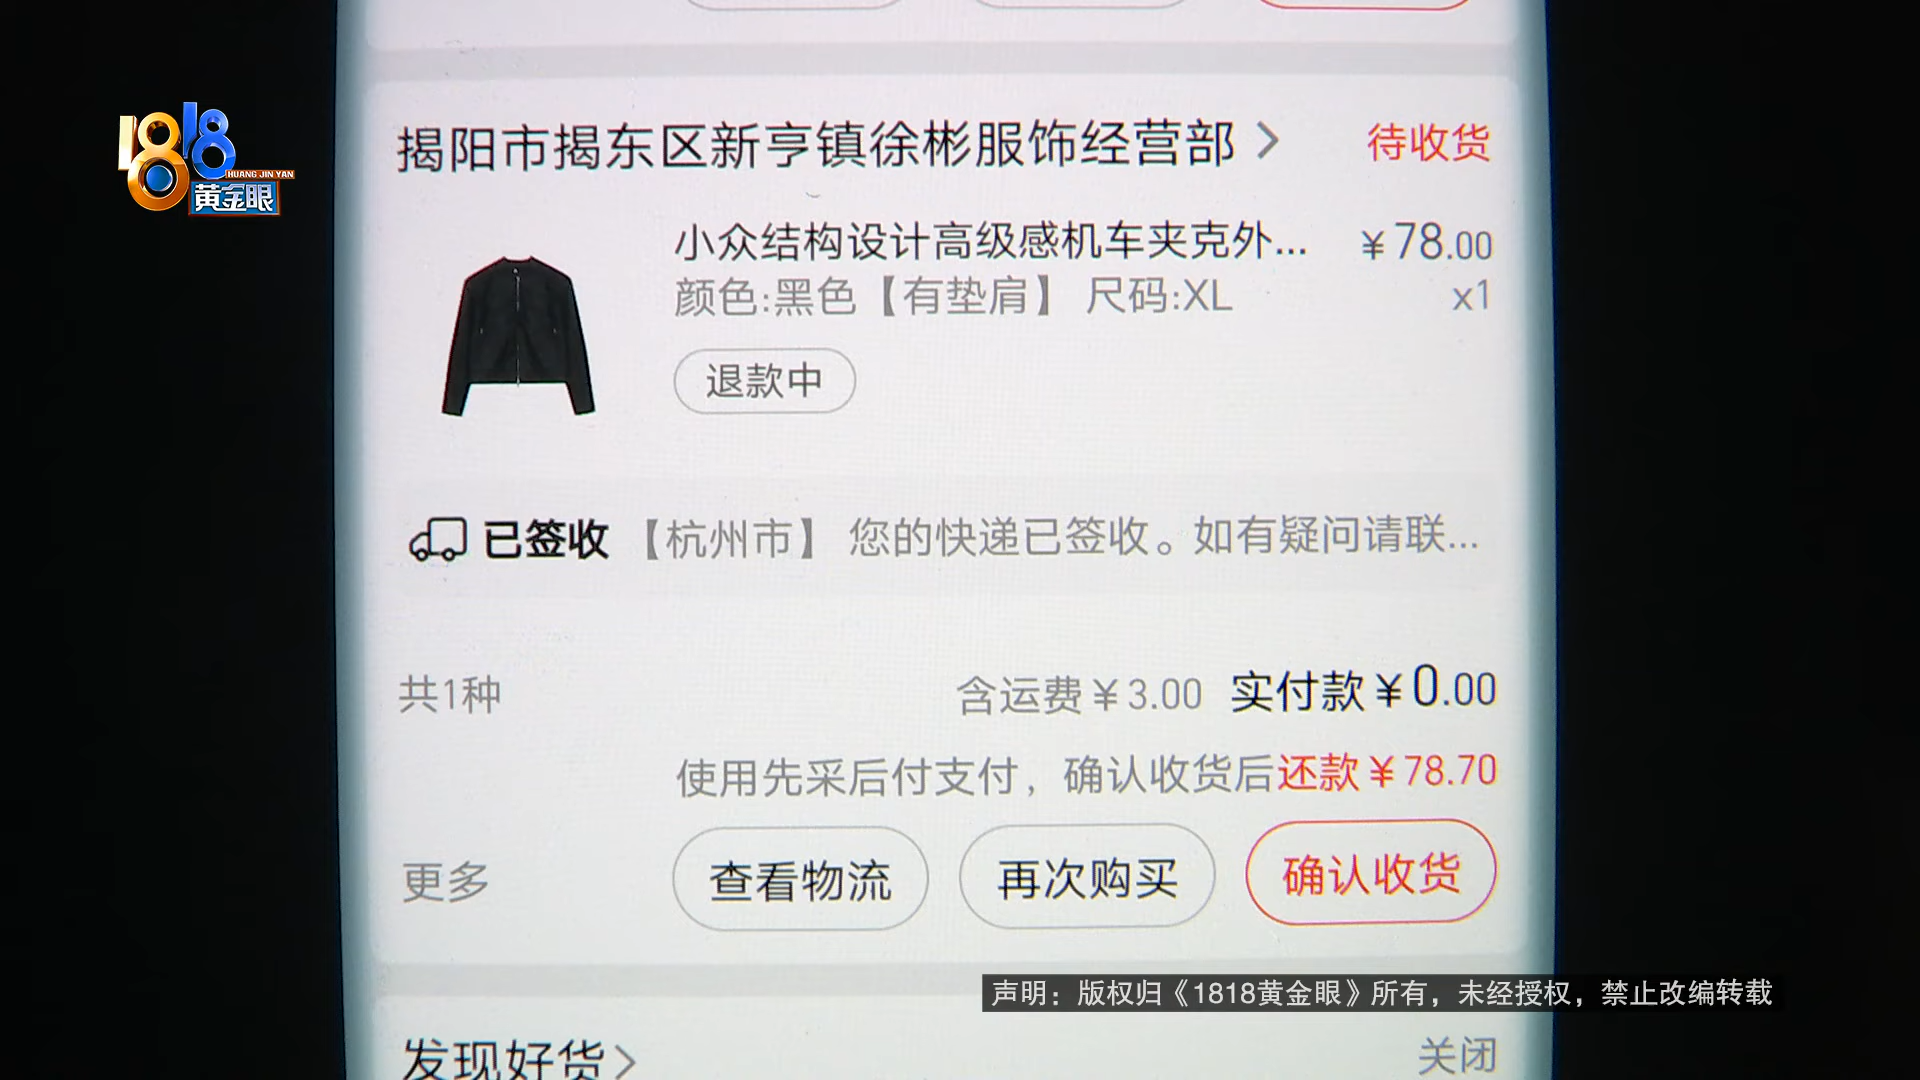 1818
HUANG JIN YAN
黄金眼
揭阳市揭东区新亨镇徐彬服饰经营部 >
待收货
小众结构设计高级感机车夹克外...
¥78.00
颜色:黑色【有垫肩】 尺码:XL
x1
退款中
已签收 【杭州市】 您的快递已签收。如有疑问请联...
共1种
含运费¥3.00 实付款¥0.00
使用先采后付支付，确认收货后还款¥78.70
更多
查看物流
再次购买
确认收货
声明：版权归《1818黄金眼》所有，未经授权，禁止改编转载
发现好货>
关闭